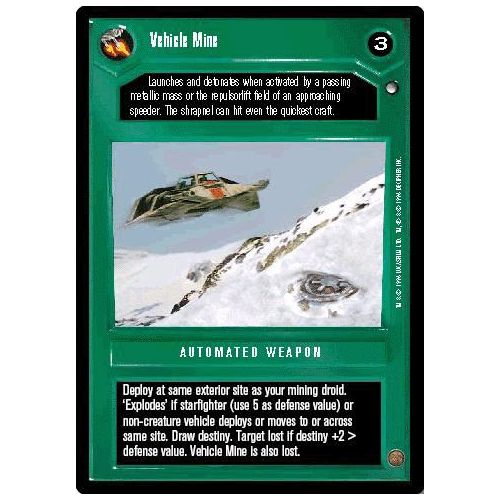 Vehicle Mine
3
Launches and detonates when activated by a passing
metallic mass or the repulsorlift field of an approaching
speeder. The shrapnel can hit even the quickest craft.
AUTOMATED WEAPON
Deploy at same exterior site as your mining droid.
'Explodes' if starfighter (use 5 as defense value) or
non-creature vehicle deploys or moves to or across
same site. Draw destiny. Target lost if destiny +2 >
defense value. Vehicle Mine is also lost.